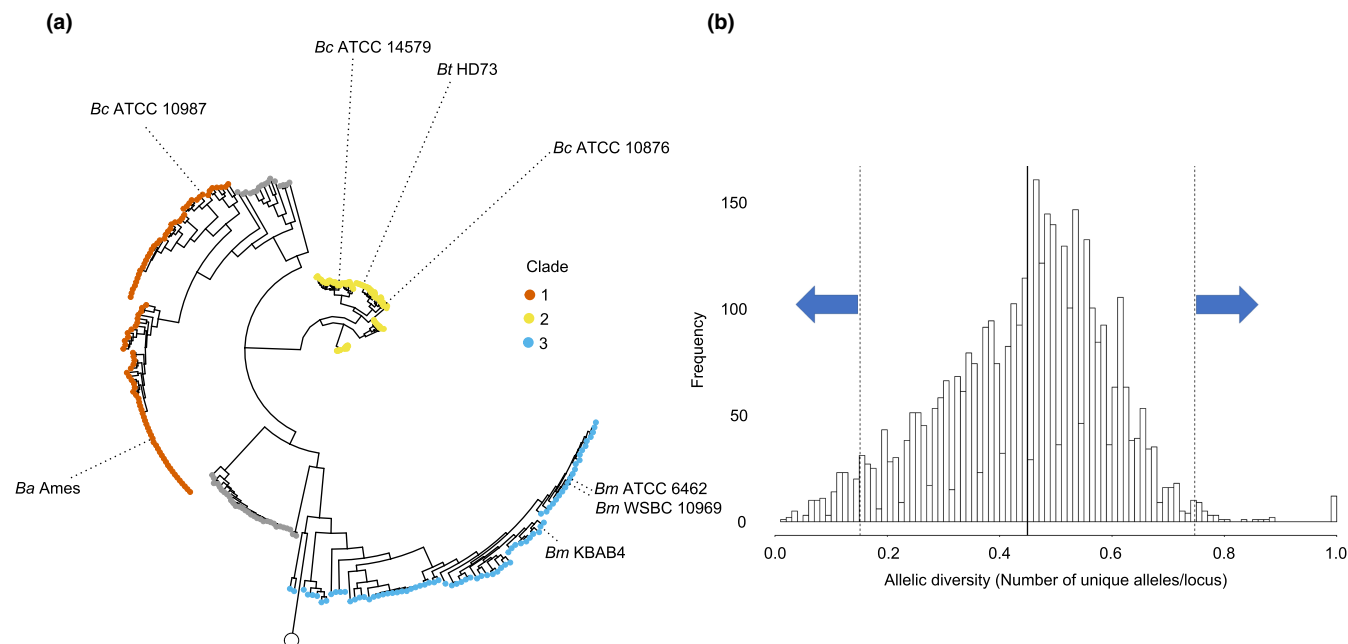 (a)
Bc ATCC 14579
Bt HD73
Bc ATCC 10987
Bc ATCC 10876
Clade
1
2
3
Ba Ames
Bm ATCC 6462
Bm WSBC 10969
Bm KBAB4
(b)
Frequency
150
100
50
0
0.0 0.2 0.4 0.6 0.8 1.0
Allelic diversity (Number of unique alleles/locus)